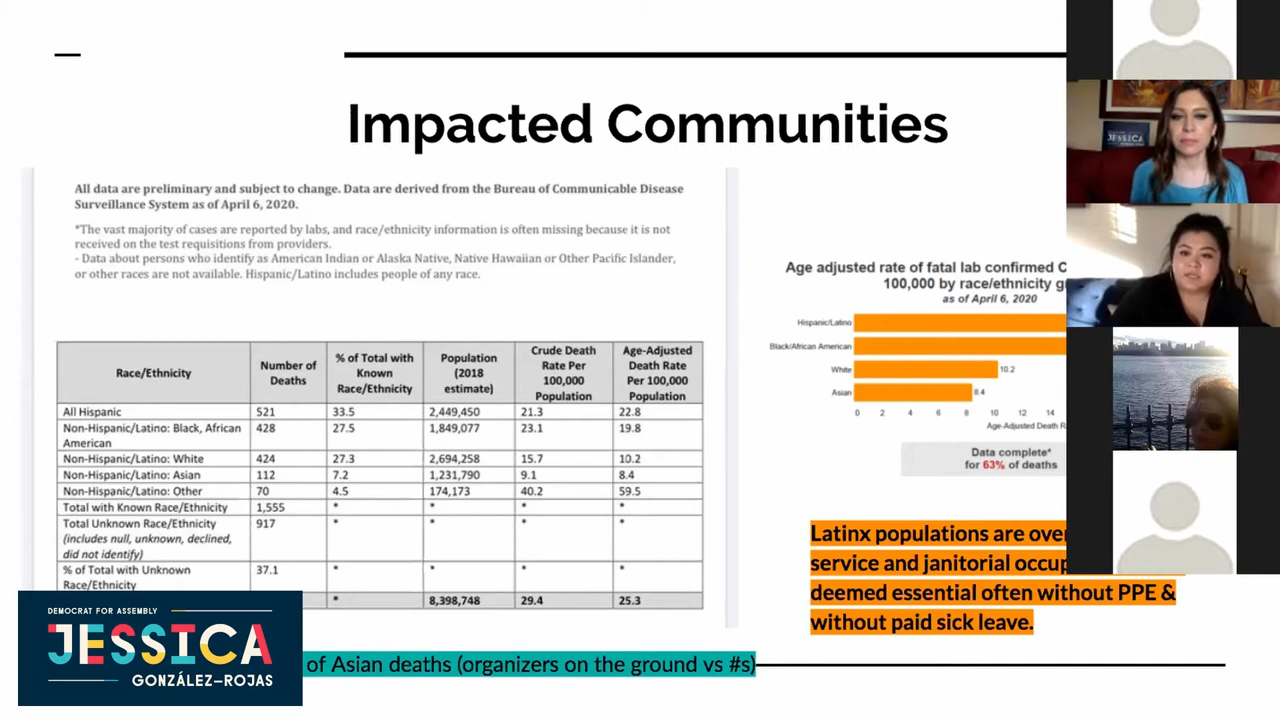 Impacted Communities
All data are preliminary and subject to change. Data are derived from the Bureau of Communicable Disease
Surveillance System as of April 6, 2020.
*The vast majority of cases are reported by labs, and race/ethnicity information is often missing because it is not
received on the test requisitions from providers.
- Data about persons who identify as American Indian or Alaska Native, Native Hawaiian or Other Pacific Islander,
or other races are not available. Hispanic/Latino includes people of any race.
Race/Ethnicity Number of Deaths % of Total with Known Race/Ethnicity Population (2018 estimate) Crude Death Rate Per 100,000 Population Age-Adjusted Death Rate Per 100,000 Population
All Hispanic 521 33.5 2,449,450 21.3 22.8
Non-Hispanic/Latino: Black, African American 428 27.5 1,849,077 23.1 19.8
Non-Hispanic/Latino: White 424 27.3 2,694,258 15.7 10.2
Non-Hispanic/Latino: Asian 112 7.2 1,231,790 9.1 8.4
Non-Hispanic/Latino: Other 70 4.5 174,173 40.2 59.5
Total with Known Race/Ethnicity 1,555 * * * *
Total Unknown Race/Ethnicity (includes null, unknown, declined, did not identify) 917 * * * *
% of Total with Unknown Race/Ethnicity 37.1 * * * *
* 8,398,748 29.4 25.3
Age adjusted rate of fatal lab confirmed C
100,000 by race/ethnicity g
as of April 6, 2020
Hispanic/Latino
Black/African American
White 10.2
Asian 8.4
0 2 4 6 8 10 12 14
Age-Adjusted Death R
Data complete*
for 63% of deaths
Latinx populations are over
service and janitorial occup
deemed essential often without PPE &
without paid sick leave.
of Asian deaths (organizers on the ground vs #s)
DEMOCRAT FOR ASSEMBLY
JESSICA
GONZÁLEZ-ROJAS
JESSICA